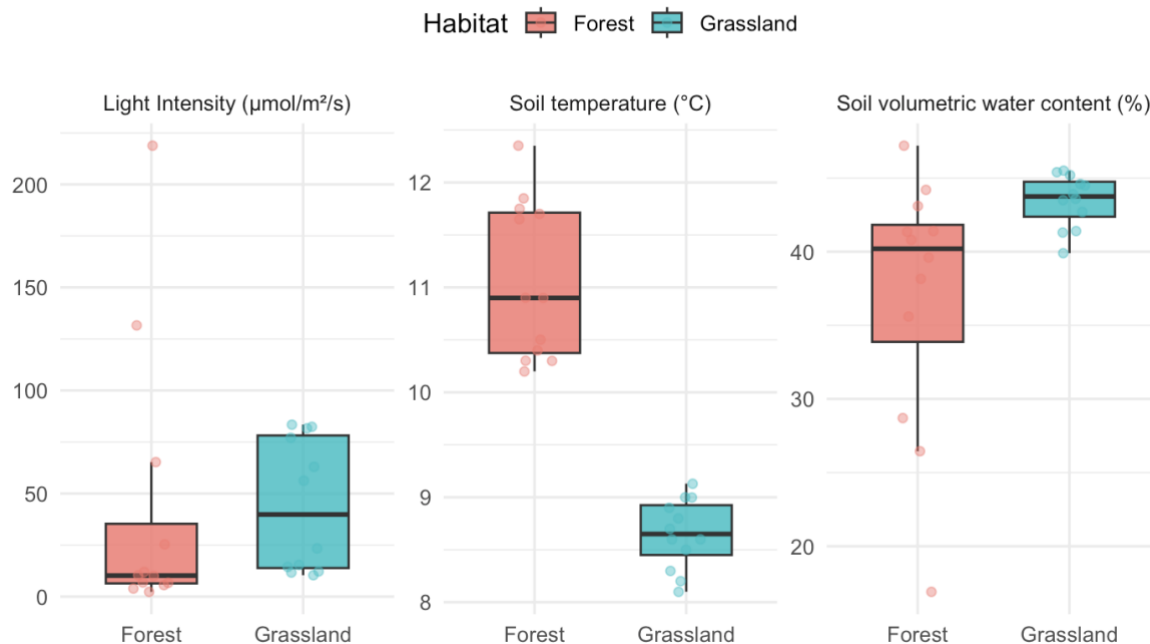 Habitat Forest Grassland
Light Intensity (µmol/m²/s)
200
150
100
50
0
Forest Grassland
Soil temperature (°C)
12
11
10
9
8
Forest Grassland
Soil volumetric water content (%)
40
30
20
Forest Grassland